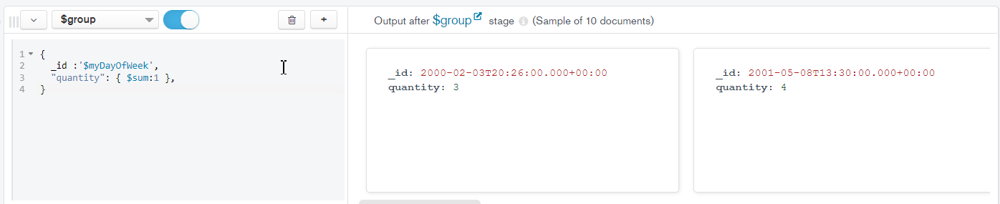 $group
+
Output after $group stage (Sample of 10 documents)
1 {
2 _id :'$myDayOfWeek',
3 "quantity": { $sum:1 },
4 }
_id: 2000-02-03T20:26:00.000+00:00
quantity: 3
_id: 2001-05-08T13:30:00.000+00:00
quantity: 4